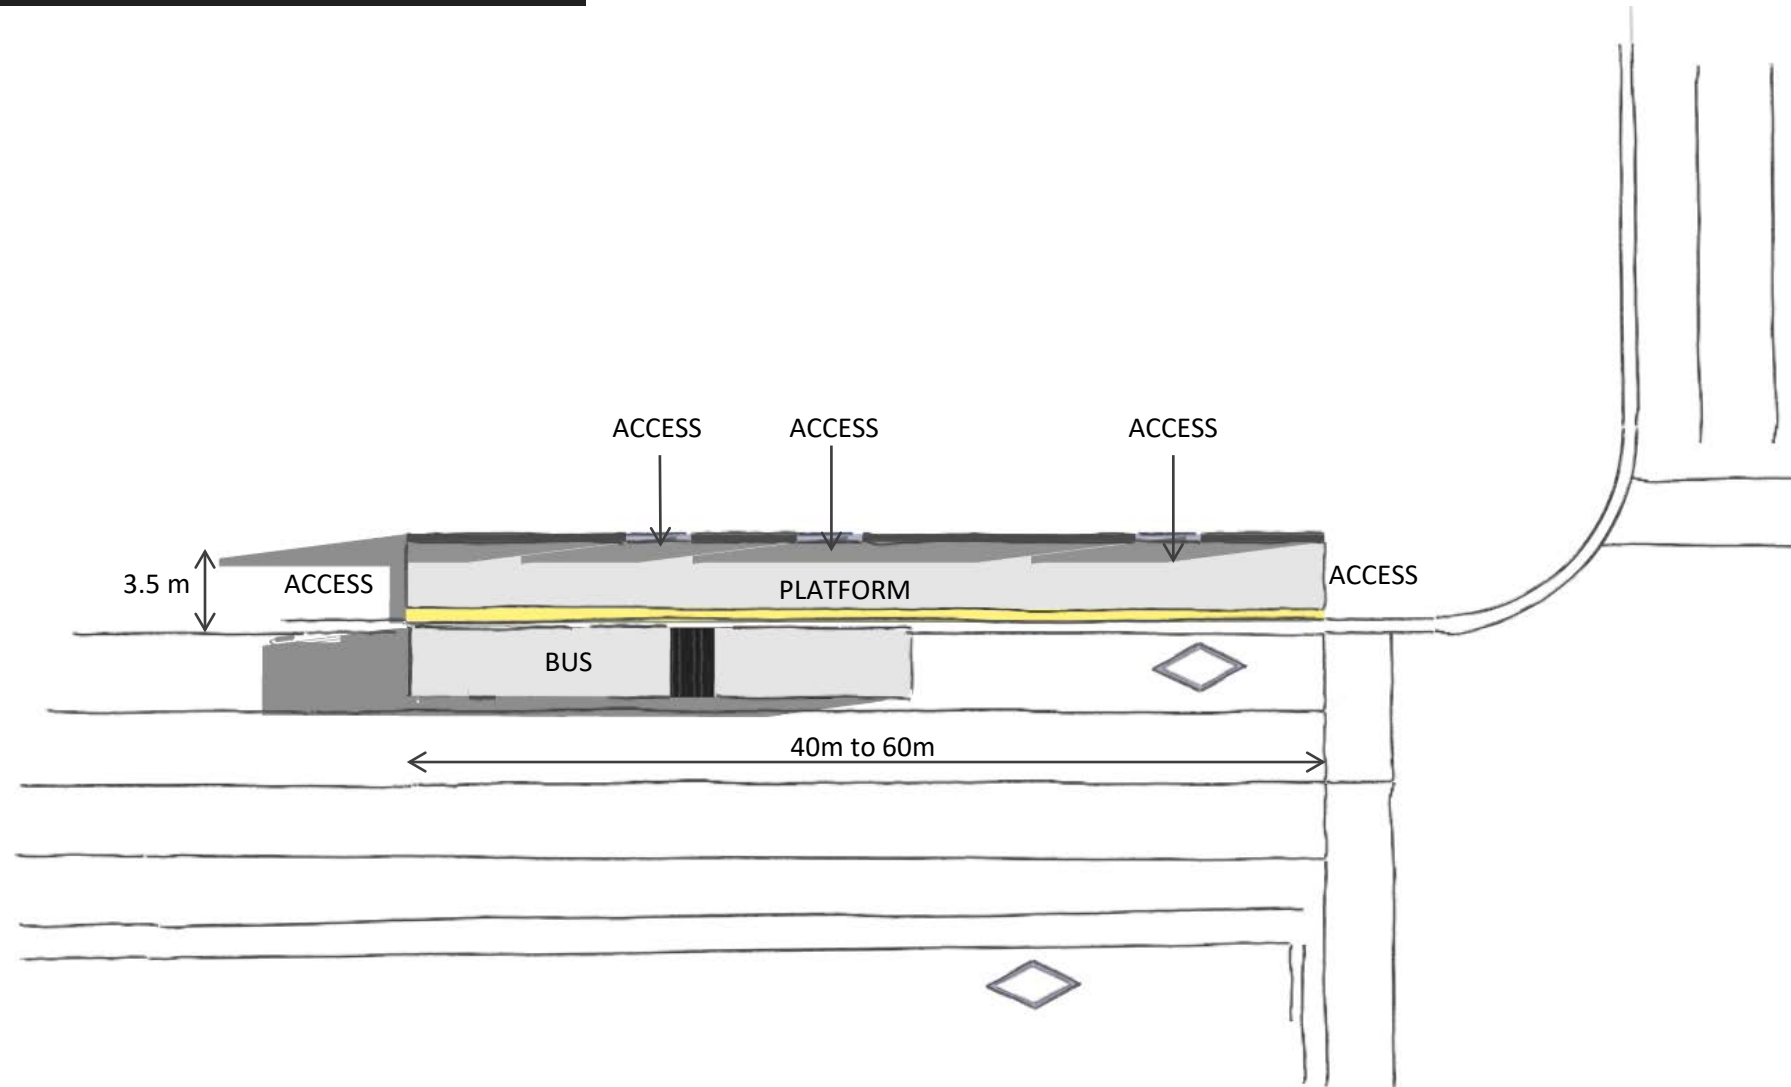 ACCESS
ACCESS
ACCESS
3.5 m
ACCESS
PLATFORM
ACCESS
BUS
40m to 60m